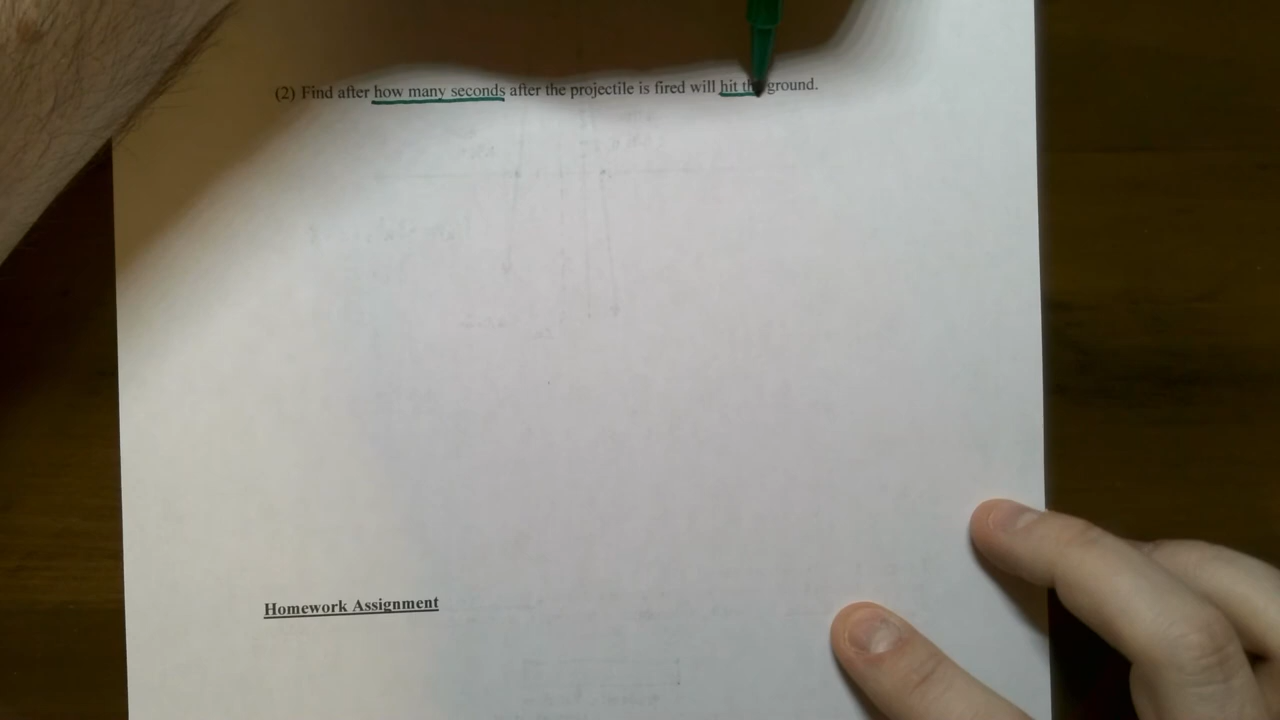 (2) Find after how many seconds after the projectile is fired will hit the ground.
Homework Assignment